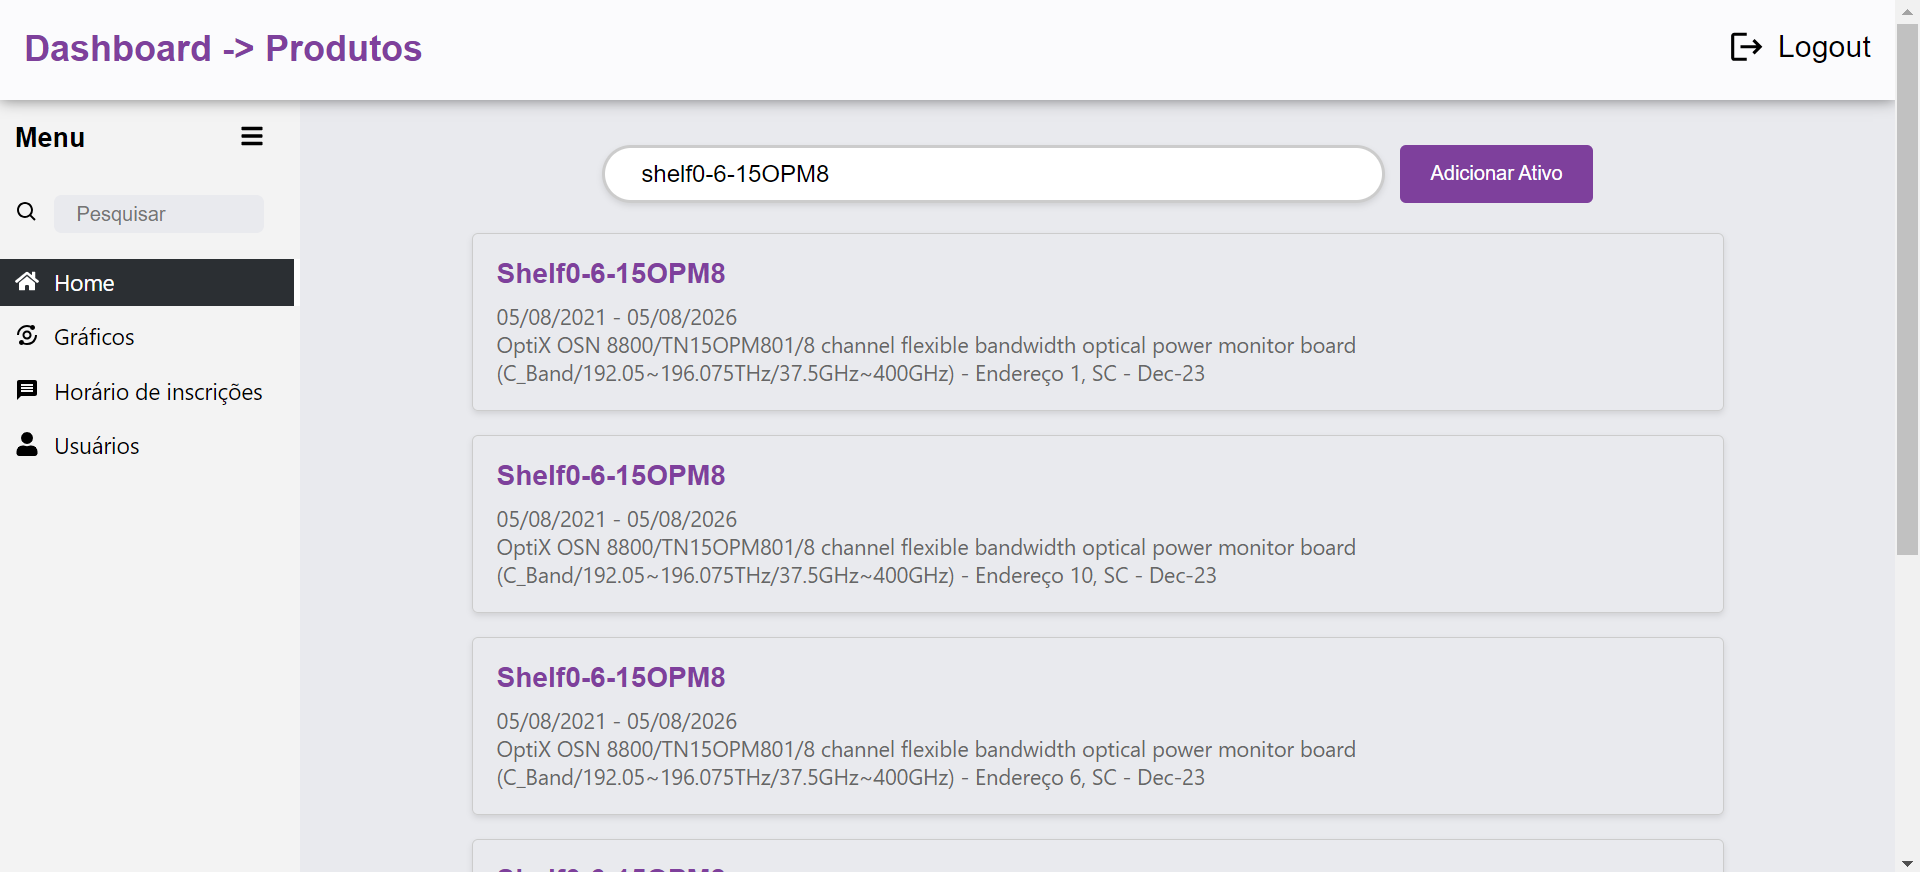 Dashboard -> Produtos
Logout
Menu
Pesquisar
Home
Gráficos
Horário de inscrições
Usuários
shelf0-6-15OPM8
Adicionar Ativo
Shelf0-6-15OPM8
05/08/2021 - 05/08/2026
OptiX OSN 8800/TN15OPM801/8 channel flexible bandwidth optical power monitor board
(C_Band/192.05~196.075THz/37.5GHz~400GHz) - Endereço 1, SC - Dec-23
Shelf0-6-15OPM8
05/08/2021 - 05/08/2026
OptiX OSN 8800/TN15OPM801/8 channel flexible bandwidth optical power monitor board
(C_Band/192.05~196.075THz/37.5GHz~400GHz) - Endereço 10, SC - Dec-23
Shelf0-6-15OPM8
05/08/2021 - 05/08/2026
OptiX OSN 8800/TN15OPM801/8 channel flexible bandwidth optical power monitor board
(C_Band/192.05~196.075THz/37.5GHz~400GHz) - Endereço 6, SC - Dec-23